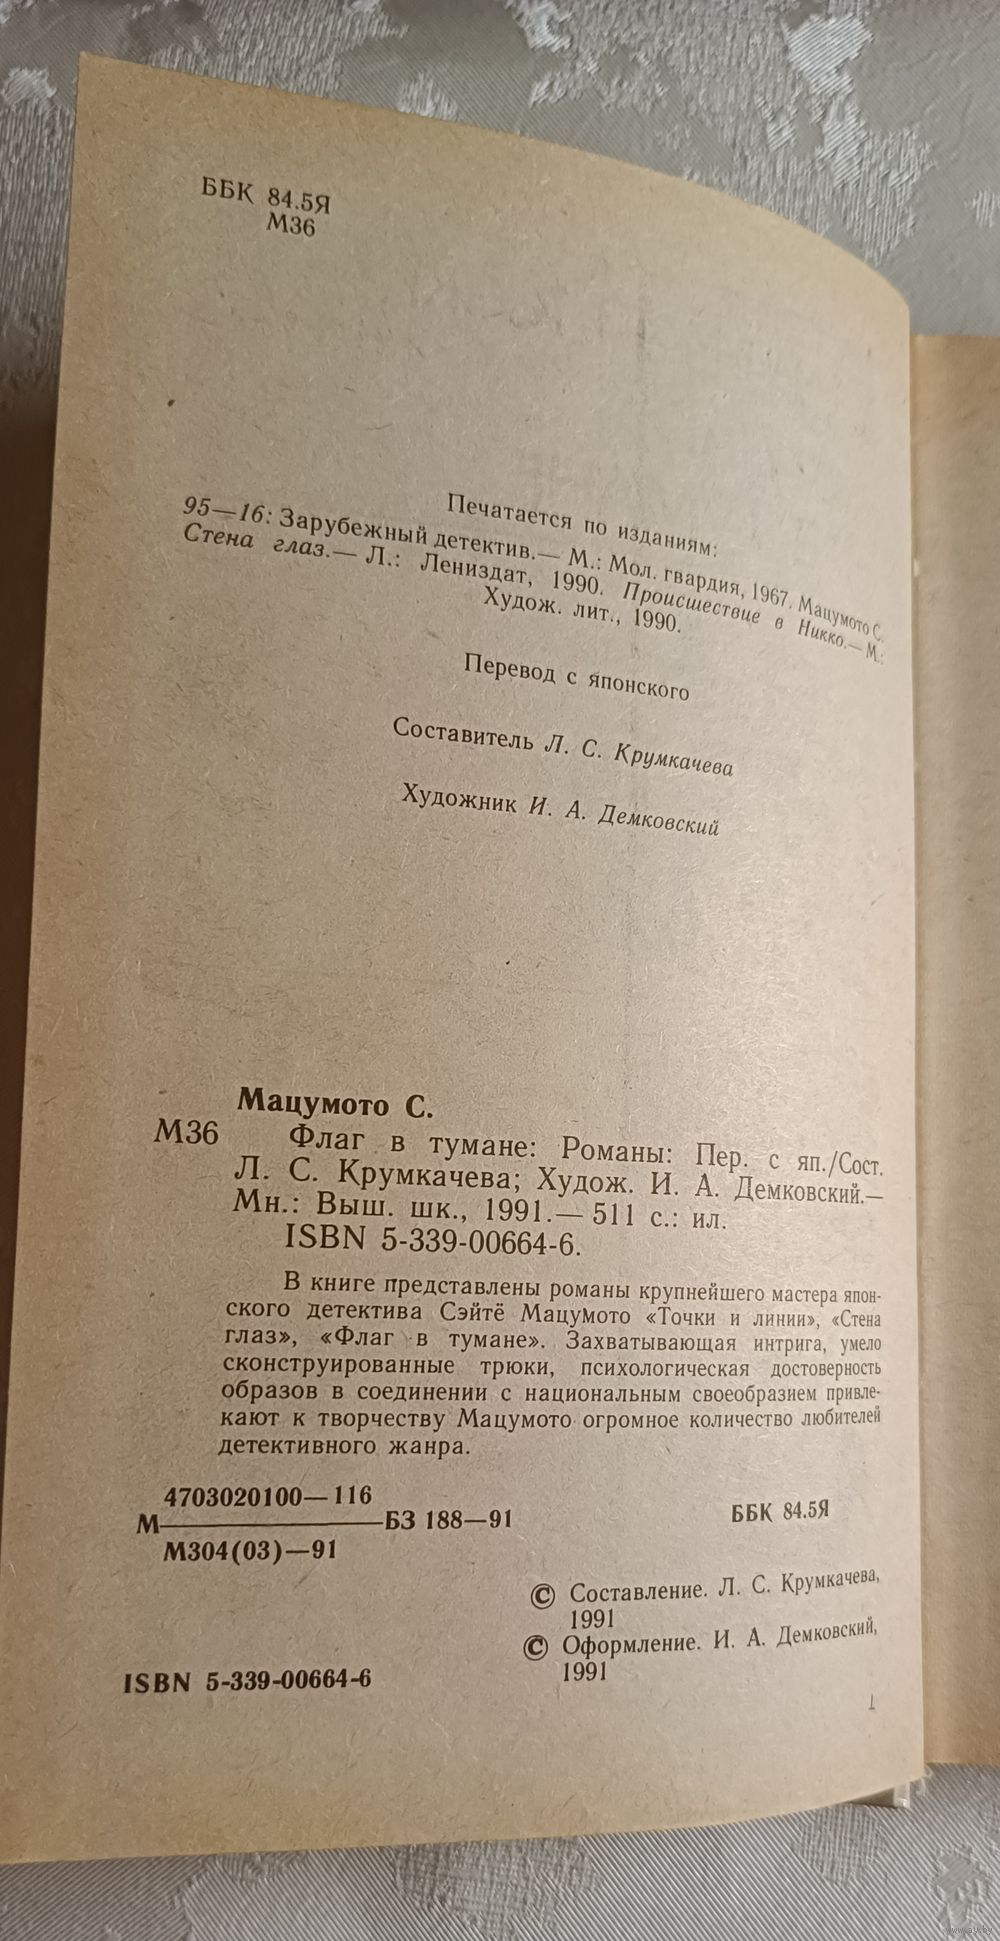 ББК 84.5Я
М36
Печатается по изданиям:
95—16: Зарубежный детектив.— М.: Мол. гвардия, 1967. Мацумото С.
Стена глаз.— Л.: Лениздат, 1990. Происшествие в Никко.— М.:
Худож. лит., 1990.
Перевод с японского
Составитель Л. С. Крумкачева
Художник И. А. Демковский
Мацумото С.
М36 Флаг в тумане: Романы: Пер. с яп./Сост.
Л. С. Крумкачева; Худож. И. А. Демковский.—
Мн.: Выш. шк., 1991.— 511 с.: ил.
ISBN 5-339-00664-6.
В книге представлены романы крупнейшего мастера япон-
ского детектива Сэйтё Мацумото «Точки и линии», «Стена
глаз», «Флаг в тумане». Захватывающая интрига, умело
сконструированные трюки, психологическая достоверность
образов в соединении с национальным своеобразием привле-
кают к творчеству Мацумото огромное количество любителей
детективного жанра.
4703020100—116
М БЗ 188—91
М304(03)—91
ББК 84.5Я
© Составление. Л. С. Крумкачева,
1991
© Оформление. И. А. Демковский,
1991
ISBN 5-339-00664-6
www.av.by